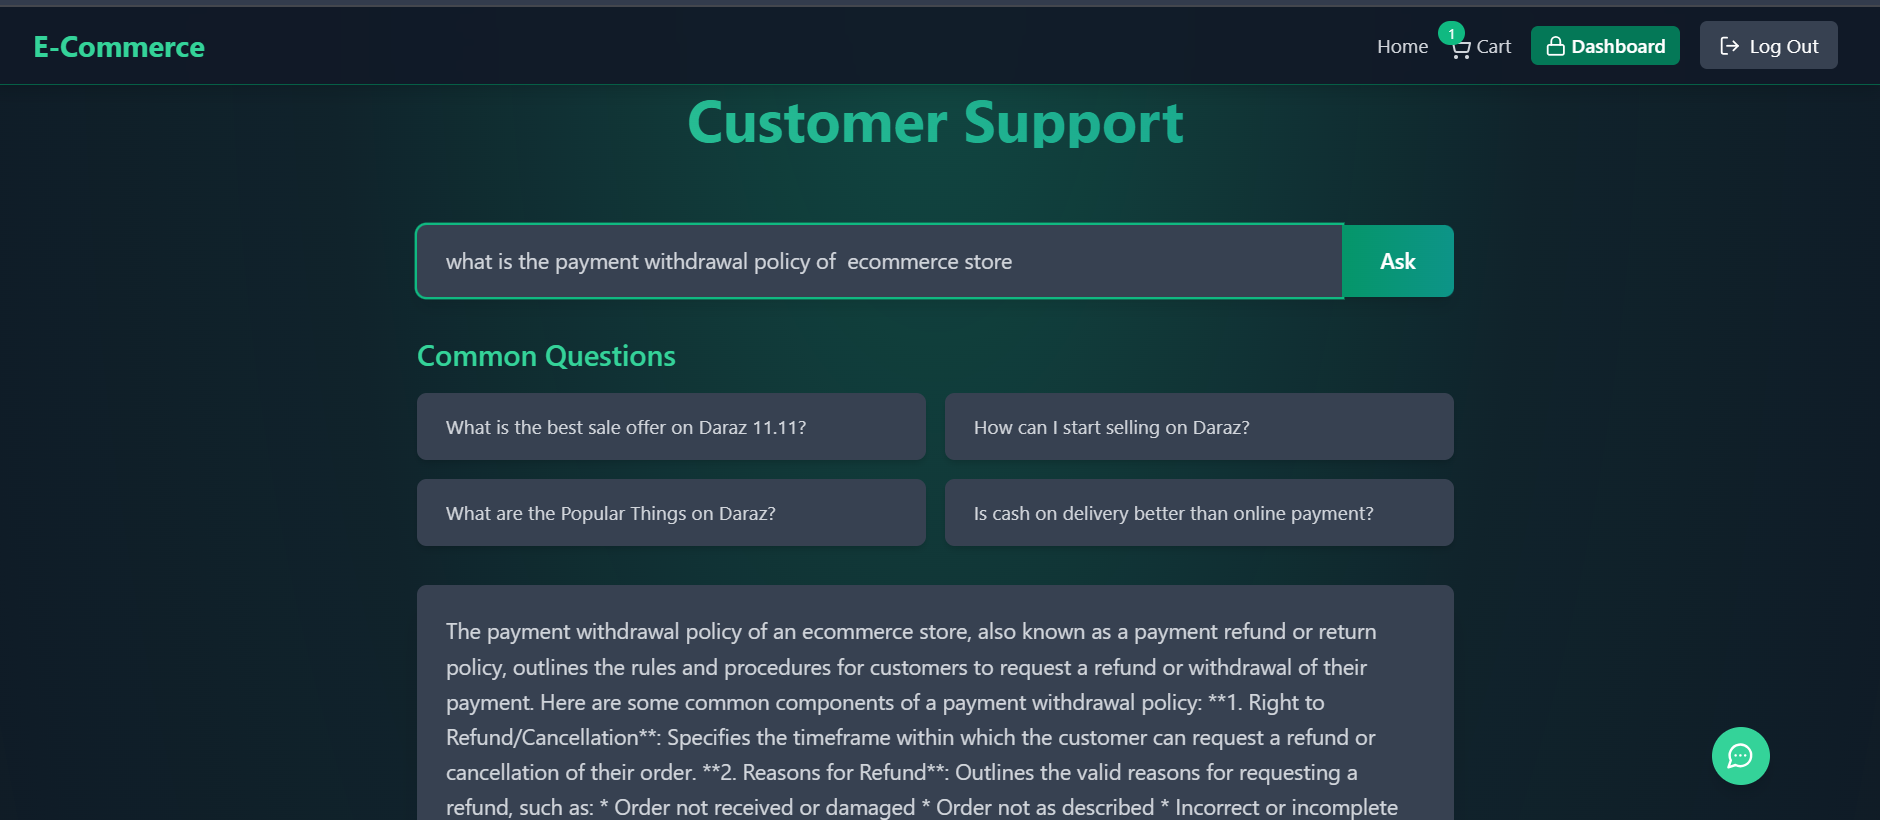 E-Commerce
Home
1
Cart
Dashboard
Log Out
Customer Support
what is the payment withdrawal policy of  ecommerce store
Ask
Common Questions
What is the best sale offer on Daraz 11.11?
How can I start selling on Daraz?
What are the Popular Things on Daraz?
Is cash on delivery better than online payment?
The payment withdrawal policy of an ecommerce store, also known as a payment refund or return
policy, outlines the rules and procedures for customers to request a refund or withdrawal of their
payment. Here are some common components of a payment withdrawal policy: **1. Right to
Refund/Cancellation**: Specifies the timeframe within which the customer can request a refund or
cancellation of their order. **2. Reasons for Refund**: Outlines the valid reasons for requesting a
refund, such as: * Order not received or damaged * Order not as described * Incorrect or incomplete